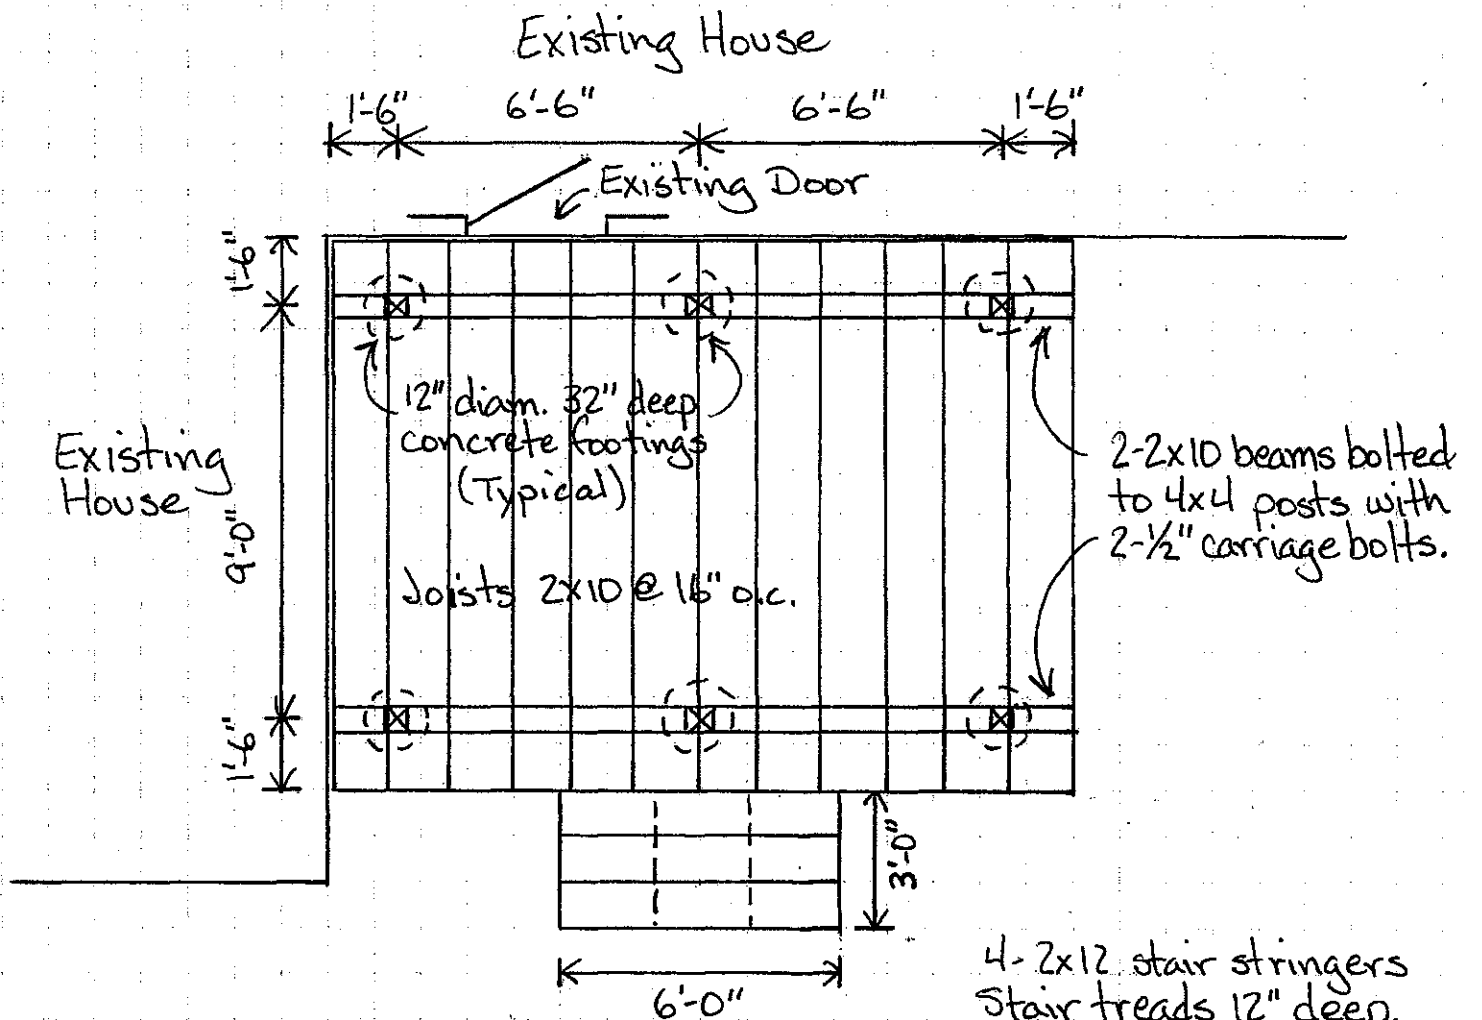 Existing House
1'-6" 6'-6" 6'-6" 1'-6"
Existing Door
1'-6"
12" diam. 32" deep
concrete footings
(Typical)
Existing
House
9'-0"
2-2x10 beams bolted
to 4x4 posts with
2-1/2" carriage bolts.
Joists 2x10 @ 16" o.c.
1'-6"
3'-0"
6'-0"
4- 2x12 stair stringers
Stair treads 12" deep.